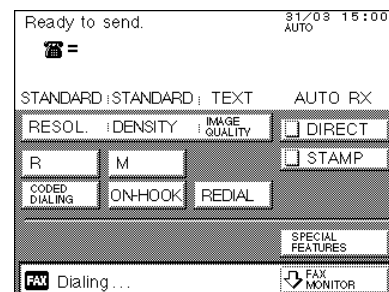 Ready to send.
31/03 15:00
AUTO
=
STANDARD STANDARD TEXT AUTO RX
RESOL. DENSITY IMAGE QUALITY
DIRECT
R M
STAMP
CODED DIALING
ON-HOOK REDIAL
SPECIAL FEATURES
FAX Dialing...
FAX MONITOR